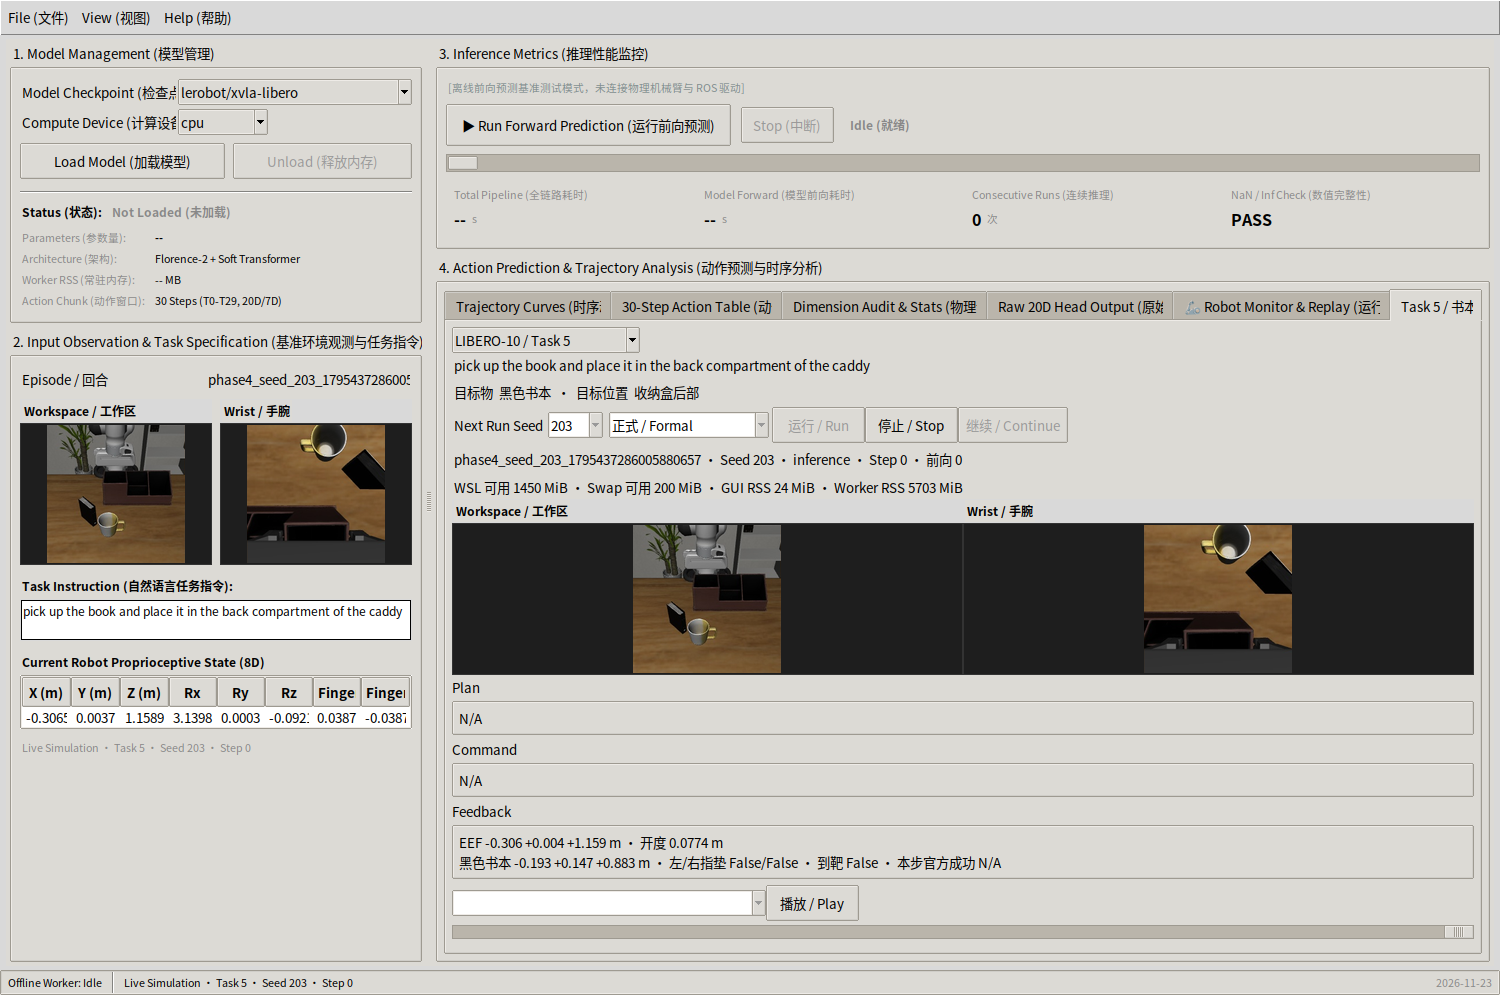 File (文件) View (视图) Help (帮助)
1. Model Management (模型管理)
Model Checkpoint (检查点 lerobot/xvla-libero
Compute Device (计算设备 cpu
Load Model (加载模型) Unload (释放内存)
Status (状态): Not Loaded (未加载)
Parameters (参数量): --
Architecture (架构): Florence-2 + Soft Transformer
Worker RSS (常驻内存): -- MB
Action Chunk (动作窗口): 30 Steps (T0-T29, 20D/7D)
2. Input Observation & Task Specification (基准环境观测与任务指令)
Episode / 回合 phase4_seed_203_1795437286005
Workspace / 工作区 Wrist / 手腕
Task Instruction (自然语言任务指令):
pick up the book and place it in the back compartment of the caddy
Current Robot Proprioceptive State (8D)
X (m) Y (m) Z (m) Rx Ry Rz Finge Finger
-0.3065 0.0037 1.1589 3.1398 0.0003 -0.092 0.0387 -0.0387
Live Simulation · Task 5 · Seed 203 · Step 0
3. Inference Metrics (推理性能监控)
[离线前向预测基准测试模式，未连接物理机械臂与 ROS 驱动]
▶ Run Forward Prediction (运行前向预测) Stop (中断) Idle (就绪)
Total Pipeline (全链路耗时) Model Forward (模型前向耗时) Consecutive Runs (连续推理) NaN / Inf Check (数值完整性)
-- s -- s 0 次 PASS
4. Action Prediction & Trajectory Analysis (动作预测与时序分析)
Trajectory Curves (时序 30-Step Action Table (动 Dimension Audit & Stats (物理 Raw 20D Head Output (原始 🦾 Robot Monitor & Replay (运行 Task 5 / 书本
LIBERO-10 / Task 5
pick up the book and place it in the back compartment of the caddy
目标物 黑色书本 · 目标位置 收纳盒后部
Next Run Seed 203 正式 / Formal 运行 / Run 停止 / Stop 继续 / Continue
phase4_seed_203_1795437286005880657 · Seed 203 · inference · Step 0 · 前向 0
WSL 可用 1450 MiB · Swap 可用 200 MiB · GUI RSS 24 MiB · Worker RSS 5703 MiB
Workspace / 工作区 Wrist / 手腕
Plan
N/A
Command
N/A
Feedback
EEF -0.306 +0.004 +1.159 m · 开度 0.0774 m
黑色书本 -0.193 +0.147 +0.883 m · 左/右指垫 False/False · 到靶 False · 本步官方成功 N/A
播放 / Play
Offline Worker: Idle Live Simulation · Task 5 · Seed 203 · Step 0 2026-11-23